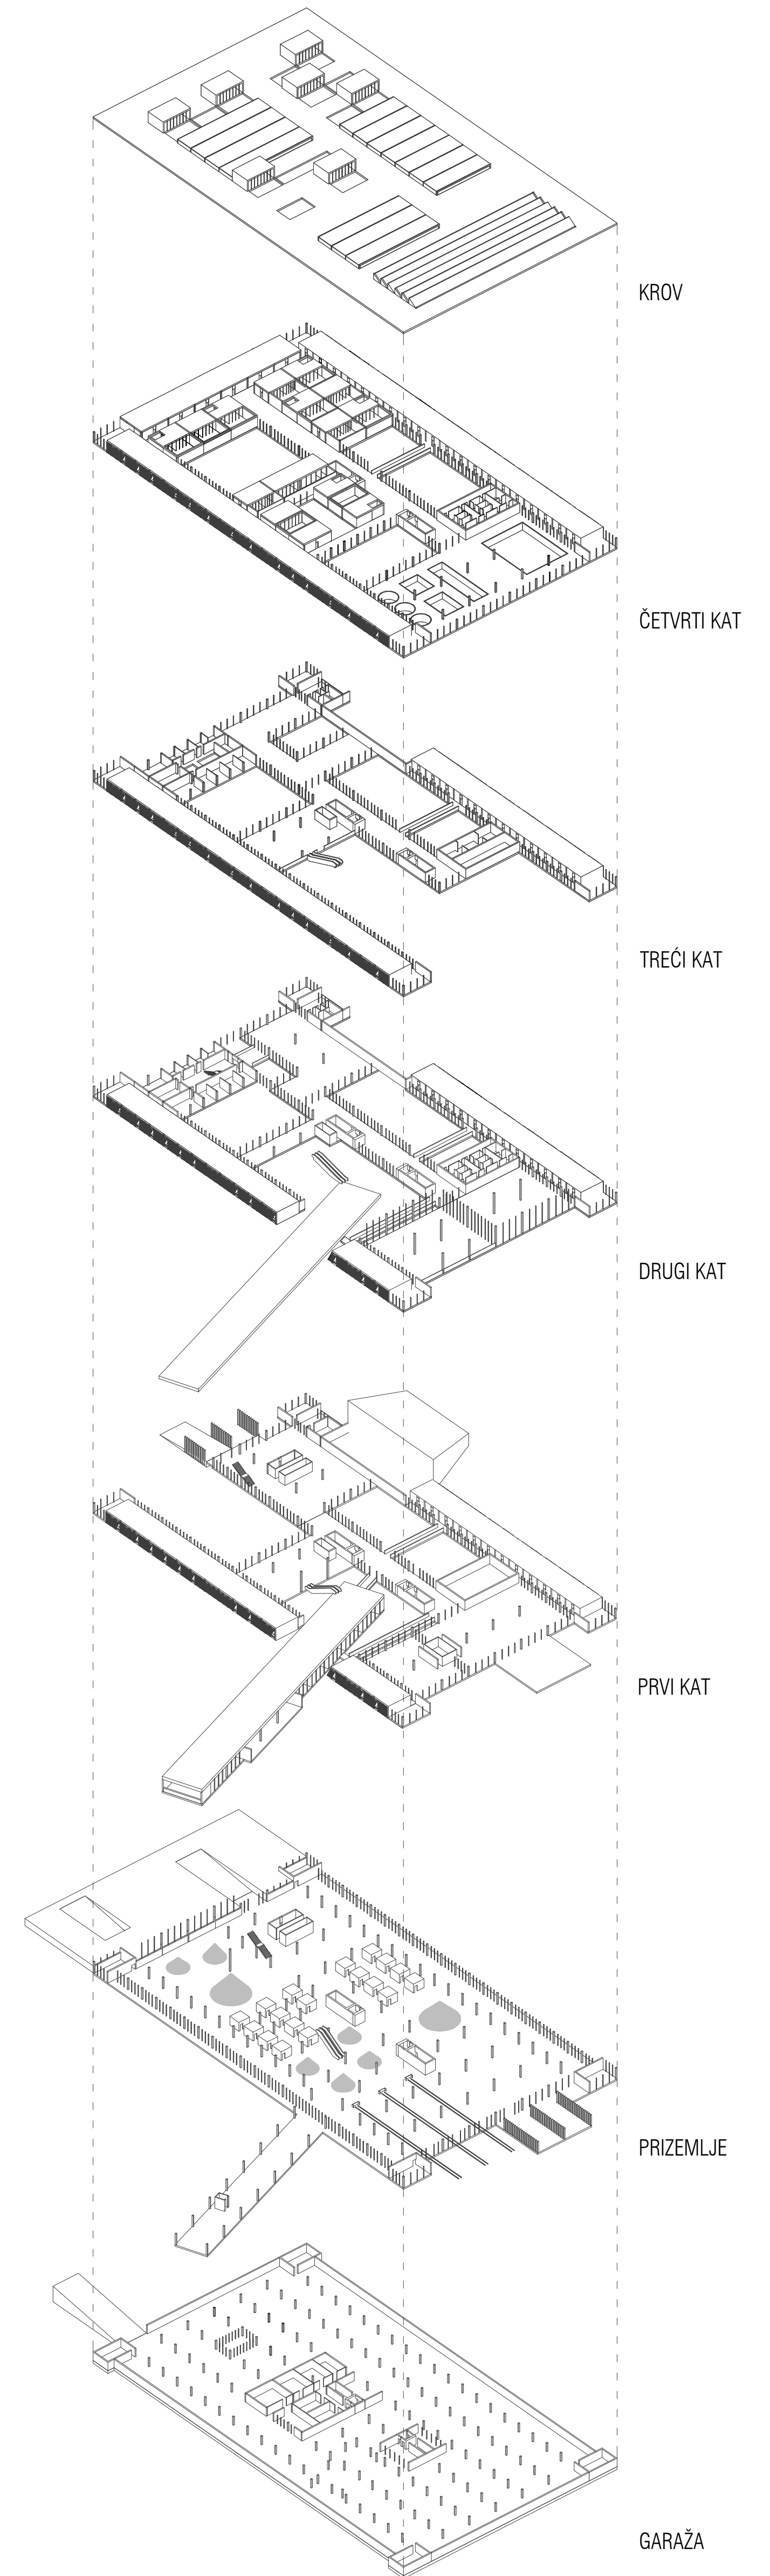 KROV
ČETVRTI KAT
TREĆI KAT
DRUGI KAT
PRVI KAT
PRIZEMLJE
GARAŽA